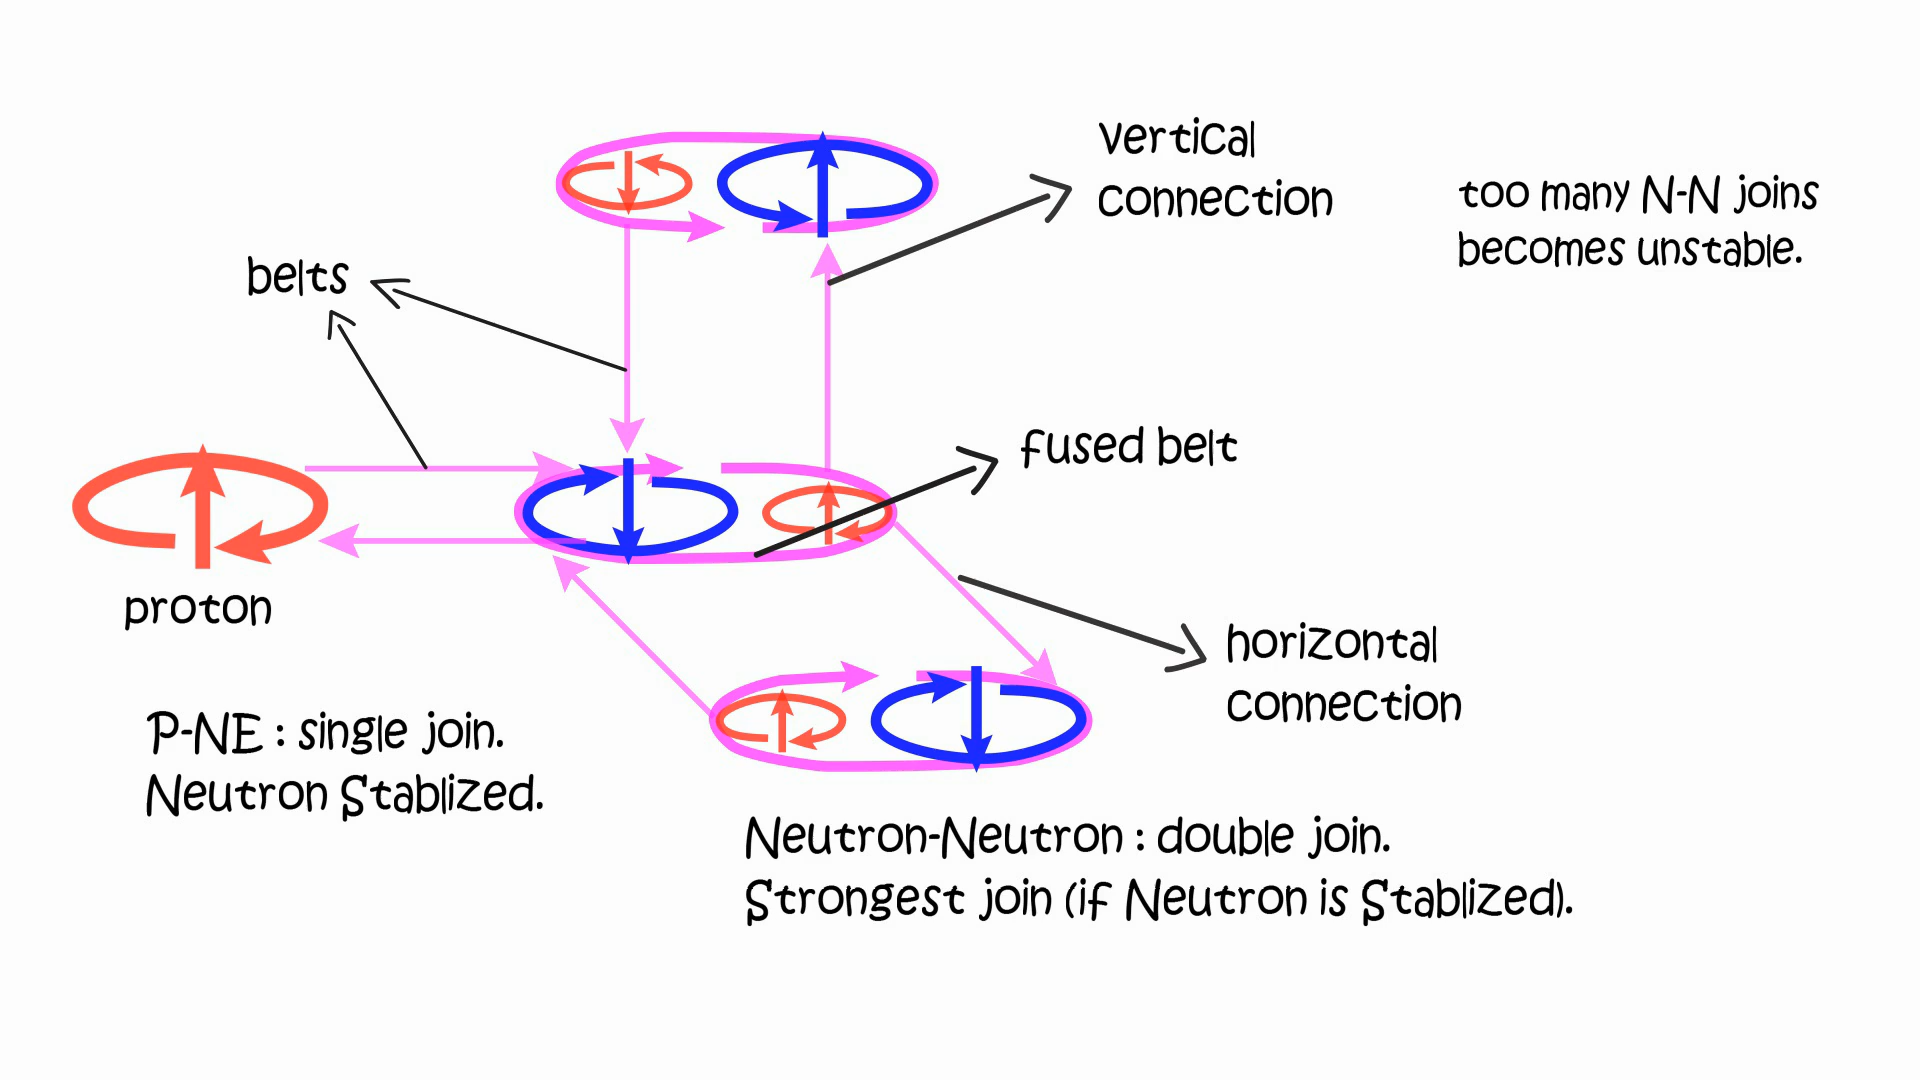 vertical
connection
too many N-N joins
becomes unstable.
belts
fused belt
proton
horizontal
connection
P-NE : single join.
Neutron Stablized.
Neutron-Neutron : double join.
Strongest join (if Neutron is Stablized).